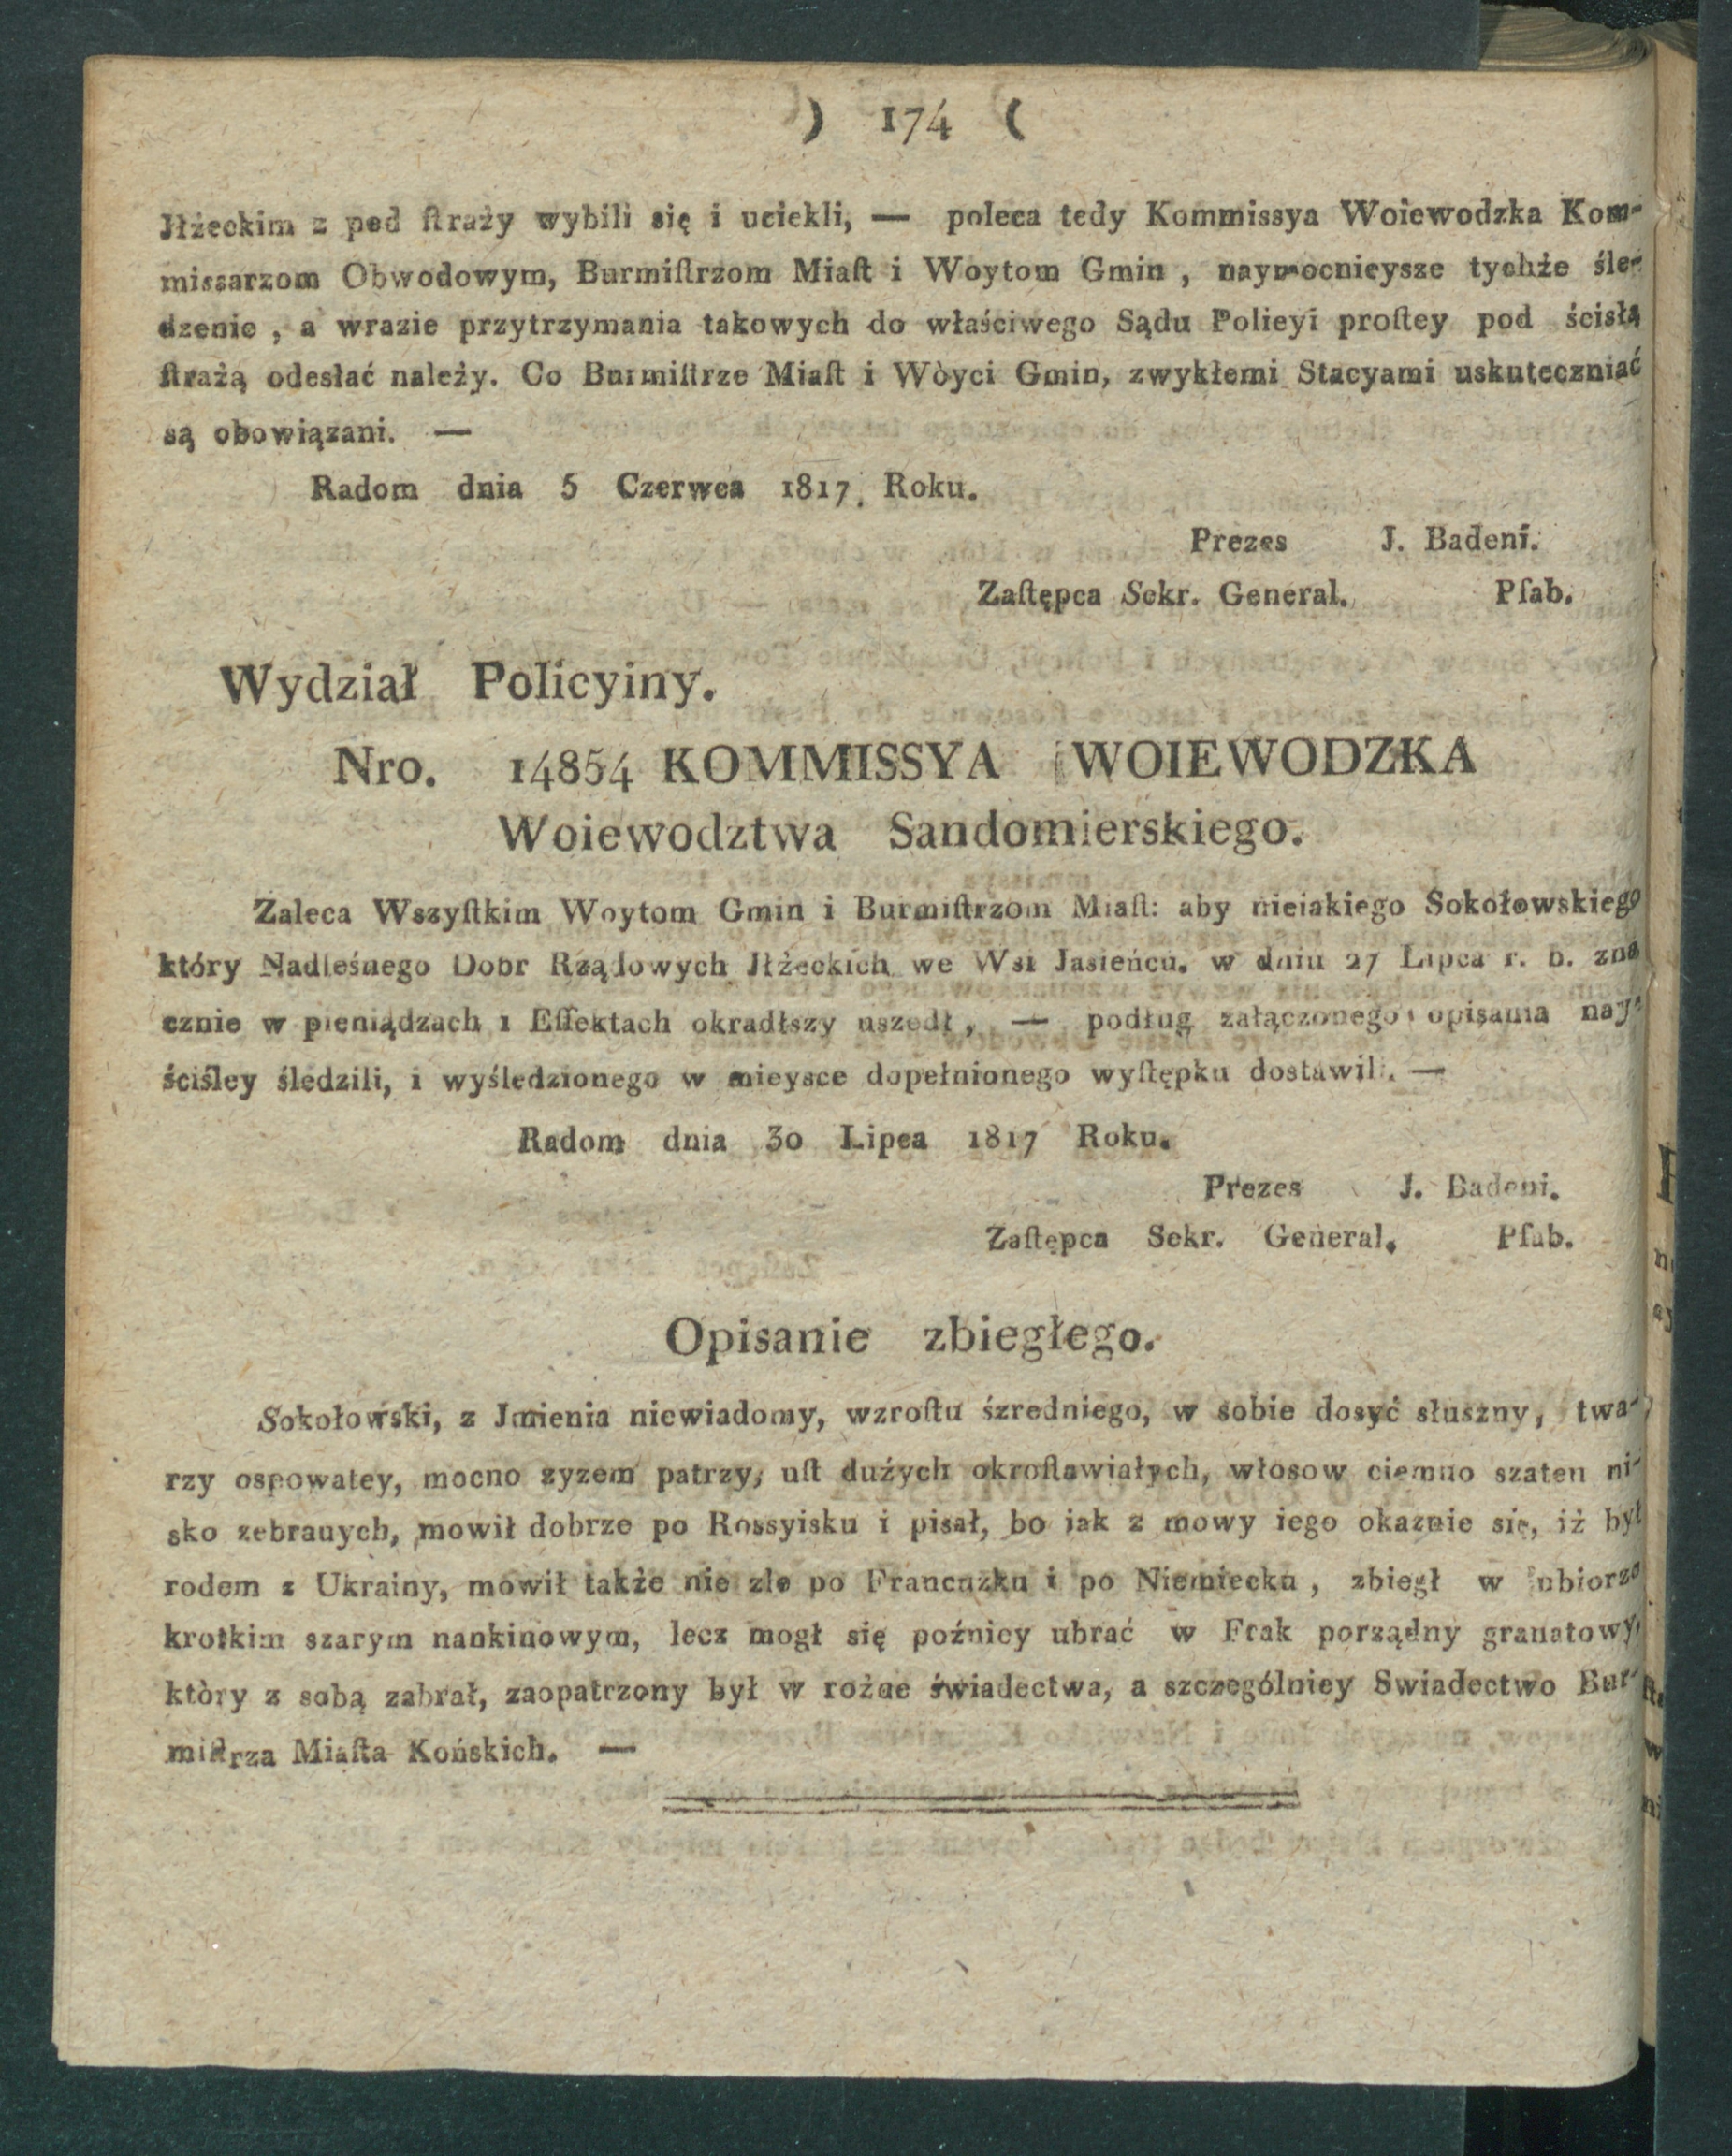 ) 174 (
Jłżeckim z pod ſtraży wybili się i uciekli, — poleca tedy Kommissya Woiewodzka Kom-
missarzom Obwodowym, Burmiſtrzom Miaſt i Woytom Gmin , naymocnieysze tychże śle-
dzenie , a wrazie przytrzymania takowych do właściwego Sądu Policyi proſtey pod ścisłą
ſtrażą odesłać należy. Co Burmiſtrze Miaſt i Wòyci Gmin, zwykłemi Stacyami uskuteczniać
są obowiązani. —
Radom dnia 5 Czerwca 1817. Roku.
Prezes J. Badeni.
Zaſtępca Sekr. General. Pſab.
Wydział Policyiny.
Nro. 14854 KOMMISSYA WOIEWODZKA
Woiewodztwa Sandomierskiego.
Zaleca Wszyſtkim Woytom Gmin i Burmiſtrzom Miaſt: aby nieiakiego Sokołowskiego
który Nadleśnego Dobr Rządowych Jłżeckich we Wsi Jasieńcu. w dniu 27 Lipca r. b. zna
cznie w pieniądzach i Effektach okradłszy uszedł, — podług załączonego opisania nay-
ściśley śledzili, i wyśledzionego w mieysce dopełnionego wyſtępku dostawili. —
Radom dnia 30 Lipca 1817 Roku.
Prezes J. Badeni.
Zaſtępca Sekr. General. Pſab.
Opisanie zbiegłego.
Sokołowski, z Jmienia niewiadomy, wzroſtu śzredniego, w sobie dosyć słuszny, twa-
rzy ospowatey, mocno zyzem patrzy, uſt dużych okroſtawiałych, włosow ciemno szaten ni-
sko zebranych, mowił dobrze po Rossyisku i pisał, bo iak z mowy iego okazuie się, iż był
rodem z Ukrainy, mowił także nie zle po Francuzku i po Niemiecku , zbiegł w ubiorze
krotkim szarym nankinowym, lecz mogł się poźniey ubrać w Frak porządny granatowy,
ktòry z sobą zabrał, zaopatrzony był w rożne świadectwa, a szczególniey Swiadectwo Bur-
miſtrza Miaſta Końskich. —